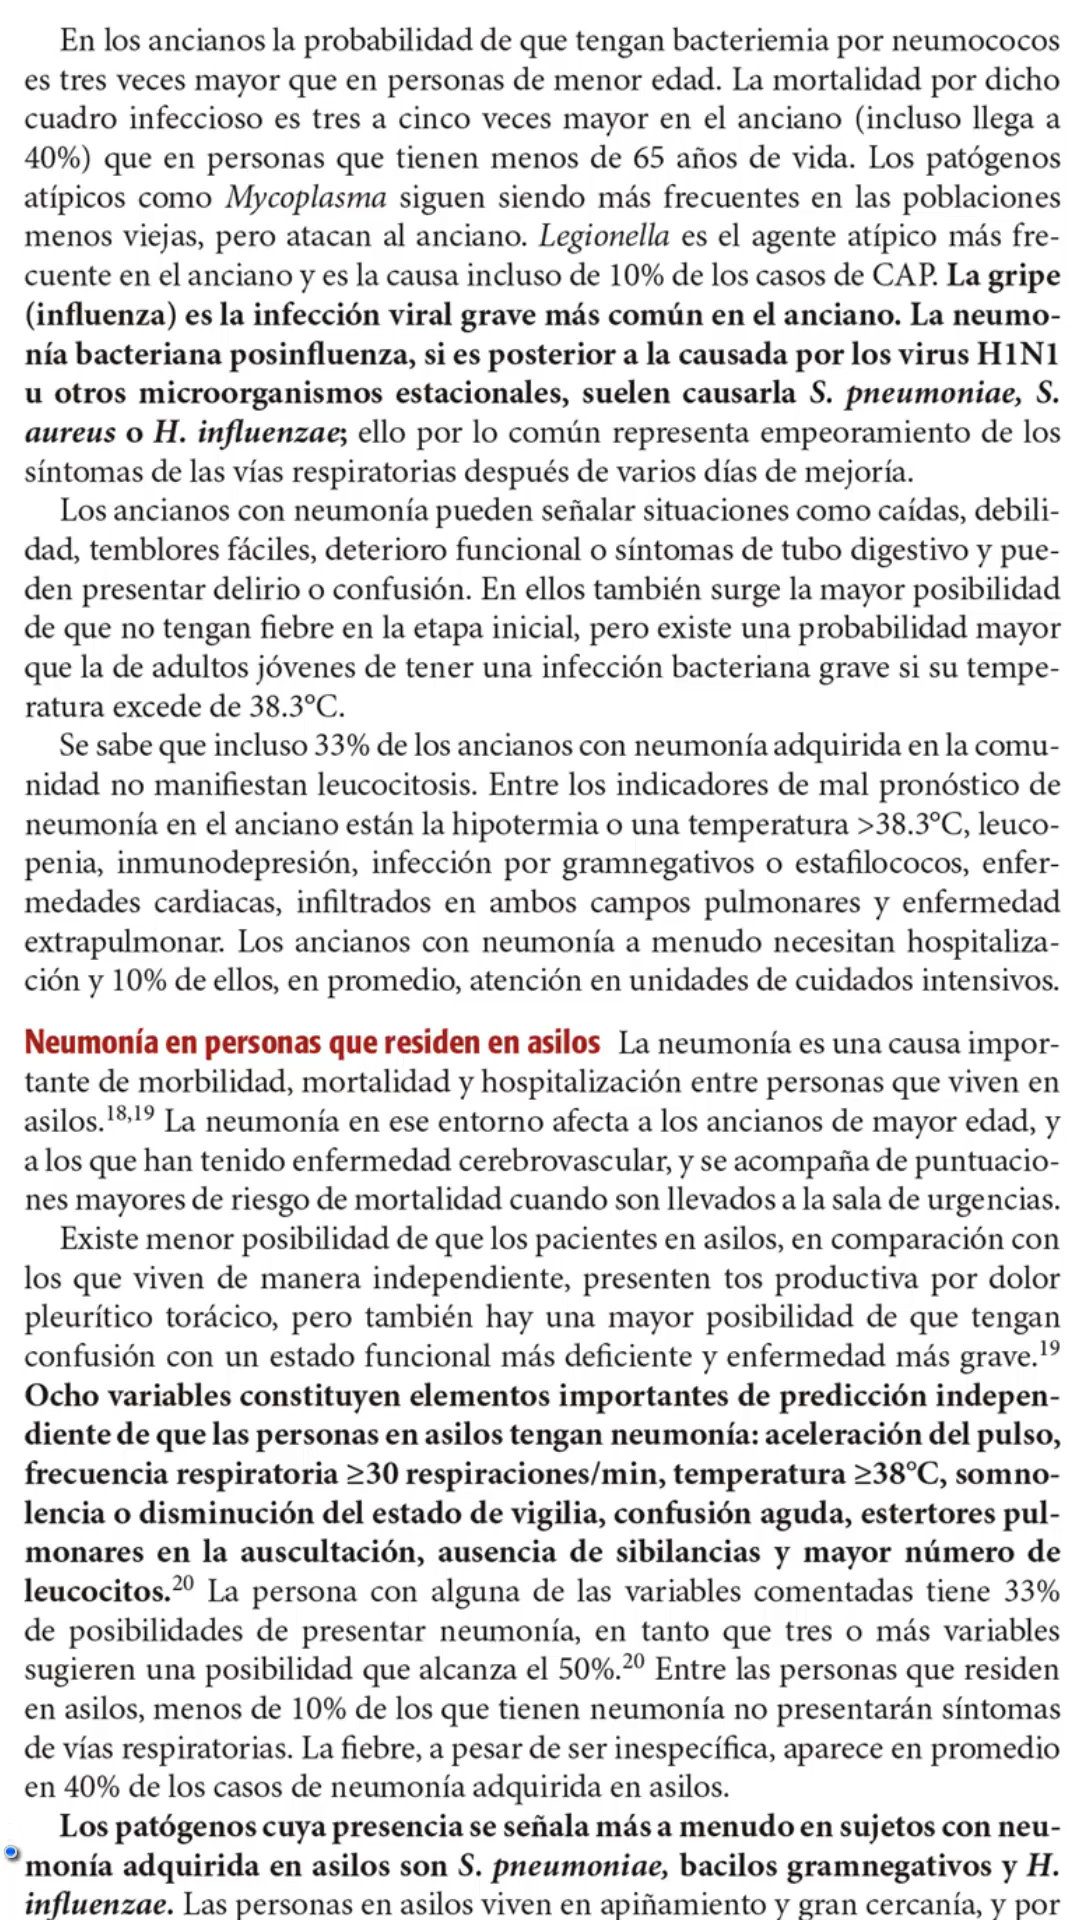 En los ancianos la probabilidad de que tengan bacteriemia por neumococos
es tres veces mayor que en personas de menor edad. La mortalidad por dicho
cuadro infeccioso es tres a cinco veces mayor en el anciano (incluso llega a
40%) que en personas que tienen menos de 65 años de vida. Los patógenos
atípicos como Mycoplasma siguen siendo más frecuentes en las poblaciones
menos viejas, pero atacan al anciano. Legionella es el agente atípico más fre-
cuente en el anciano y es la causa incluso de 10% de los casos de CAP. La gripe
(influenza) es la infección viral grave más común en el anciano. La neumo-
nía bacteriana posinfluenza, si es posterior a la causada por los virus H1N1
u otros microorganismos estacionales, suelen causarla S. pneumoniae, S.
aureus o H. influenzae; ello por lo común representa empeoramiento de los
síntomas de las vías respiratorias después de varios días de mejoría.
Los ancianos con neumonía pueden señalar situaciones como caídas, debili-
dad, temblores fáciles, deterioro funcional o síntomas de tubo digestivo y pue-
den presentar delirio o confusión. En ellos también surge la mayor posibilidad
de que no tengan fiebre en la etapa inicial, pero existe una probabilidad mayor
que la de adultos jóvenes de tener una infección bacteriana grave si su tempe-
ratura excede de 38.3°C.
Se sabe que incluso 33% de los ancianos con neumonía adquirida en la comu-
nidad no manifiestan leucocitosis. Entre los indicadores de mal pronóstico de
neumonía en el anciano están la hipotermia o una temperatura >38.3°C, leuco-
penia, inmunodepresión, infección por gramnegativos o estafilococos, enfer-
medades cardiacas, infiltrados en ambos campos pulmonares y enfermedad
extrapulmonar. Los ancianos con neumonía a menudo necesitan hospitaliza-
ción y 10% de ellos, en promedio, atención en unidades de cuidados intensivos.
Neumonía en personas que residen en asilos La neumonía es una causa impor-
tante de morbilidad, mortalidad y hospitalización entre personas que viven en
asilos.18,19 La neumonía en ese entorno afecta a los ancianos de mayor edad, y
a los que han tenido enfermedad cerebrovascular, y se acompaña de puntuacio-
nes mayores de riesgo de mortalidad cuando son llevados a la sala de urgencias.
Existe menor posibilidad de que los pacientes en asilos, en comparación con
los que viven de manera independiente, presenten tos productiva por dolor
pleurítico torácico, pero también hay una mayor posibilidad de que tengan
confusión con un estado funcional más deficiente y enfermedad más grave.19
Ocho variables constituyen elementos importantes de predicción indepen-
diente de que las personas en asilos tengan neumonía: aceleración del pulso,
frecuencia respiratoria ≥30 respiraciones/min, temperatura ≥38°C, somno-
lencia o disminución del estado de vigilia, confusión aguda, estertores pul-
monares en la auscultación, ausencia de sibilancias y mayor número de
leucocitos.20 La persona con alguna de las variables comentadas tiene 33%
de posibilidades de presentar neumonía, en tanto que tres o más variables
sugieren una posibilidad que alcanza el 50%.20 Entre las personas que residen
en asilos, menos de 10% de los que tienen neumonía no presentarán síntomas
de vías respiratorias. La fiebre, a pesar de ser inespecífica, aparece en promedio
en 40% de los casos de neumonía adquirida en asilos.
Los patógenos cuya presencia se señala más a menudo en sujetos con neu-
monía adquirida en asilos son S. pneumoniae, bacilos gramnegativos y H.
influenzae. Las personas en asilos viven en apiñamiento y gran cercanía, y por